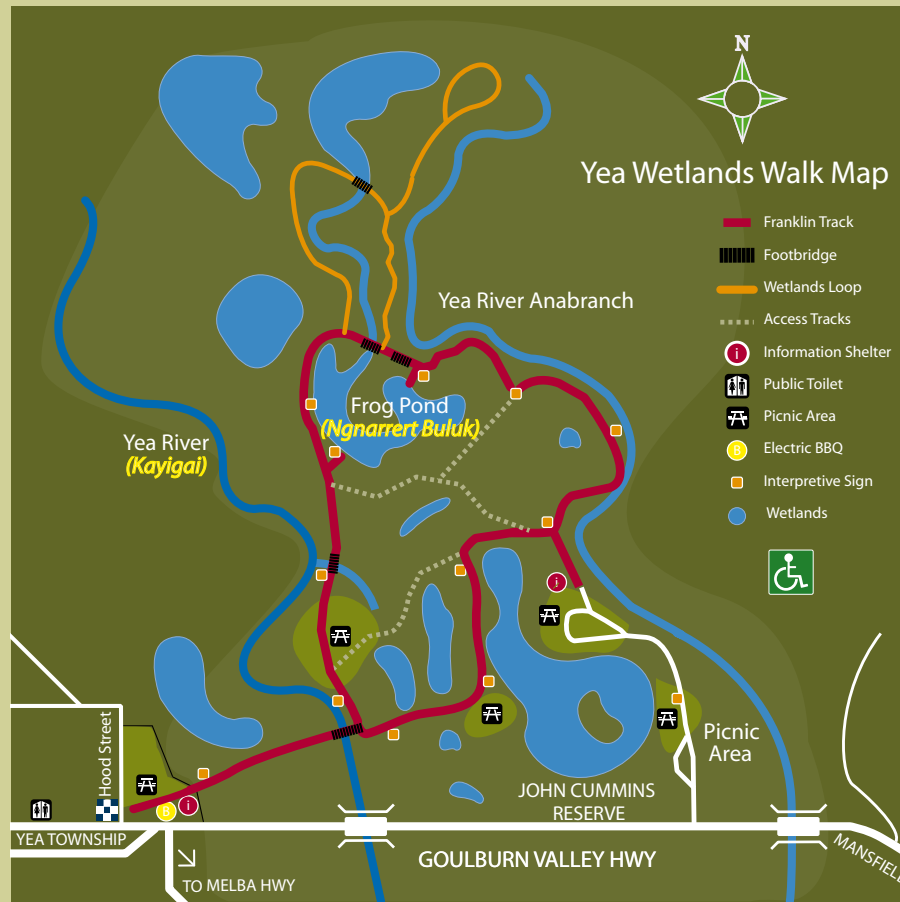 N
Yea Wetlands Walk Map
Franklin Track
Footbridge
Wetlands Loop
Access Tracks
i
Information Shelter
Public Toilet
Picnic Area
B
Electric BBQ
Interpretive Sign
Wetlands
Yea River Anabranch
Frog Pond
(Ngnarrert Buluk)
Yea River
(Kayigai)
i
Picnic
Area
Hood Street
B
i
JOHN CUMMINS
RESERVE
YEA TOWNSHIP
GOULBURN VALLEY HWY
MANSFIELD
TO MELBA HWY